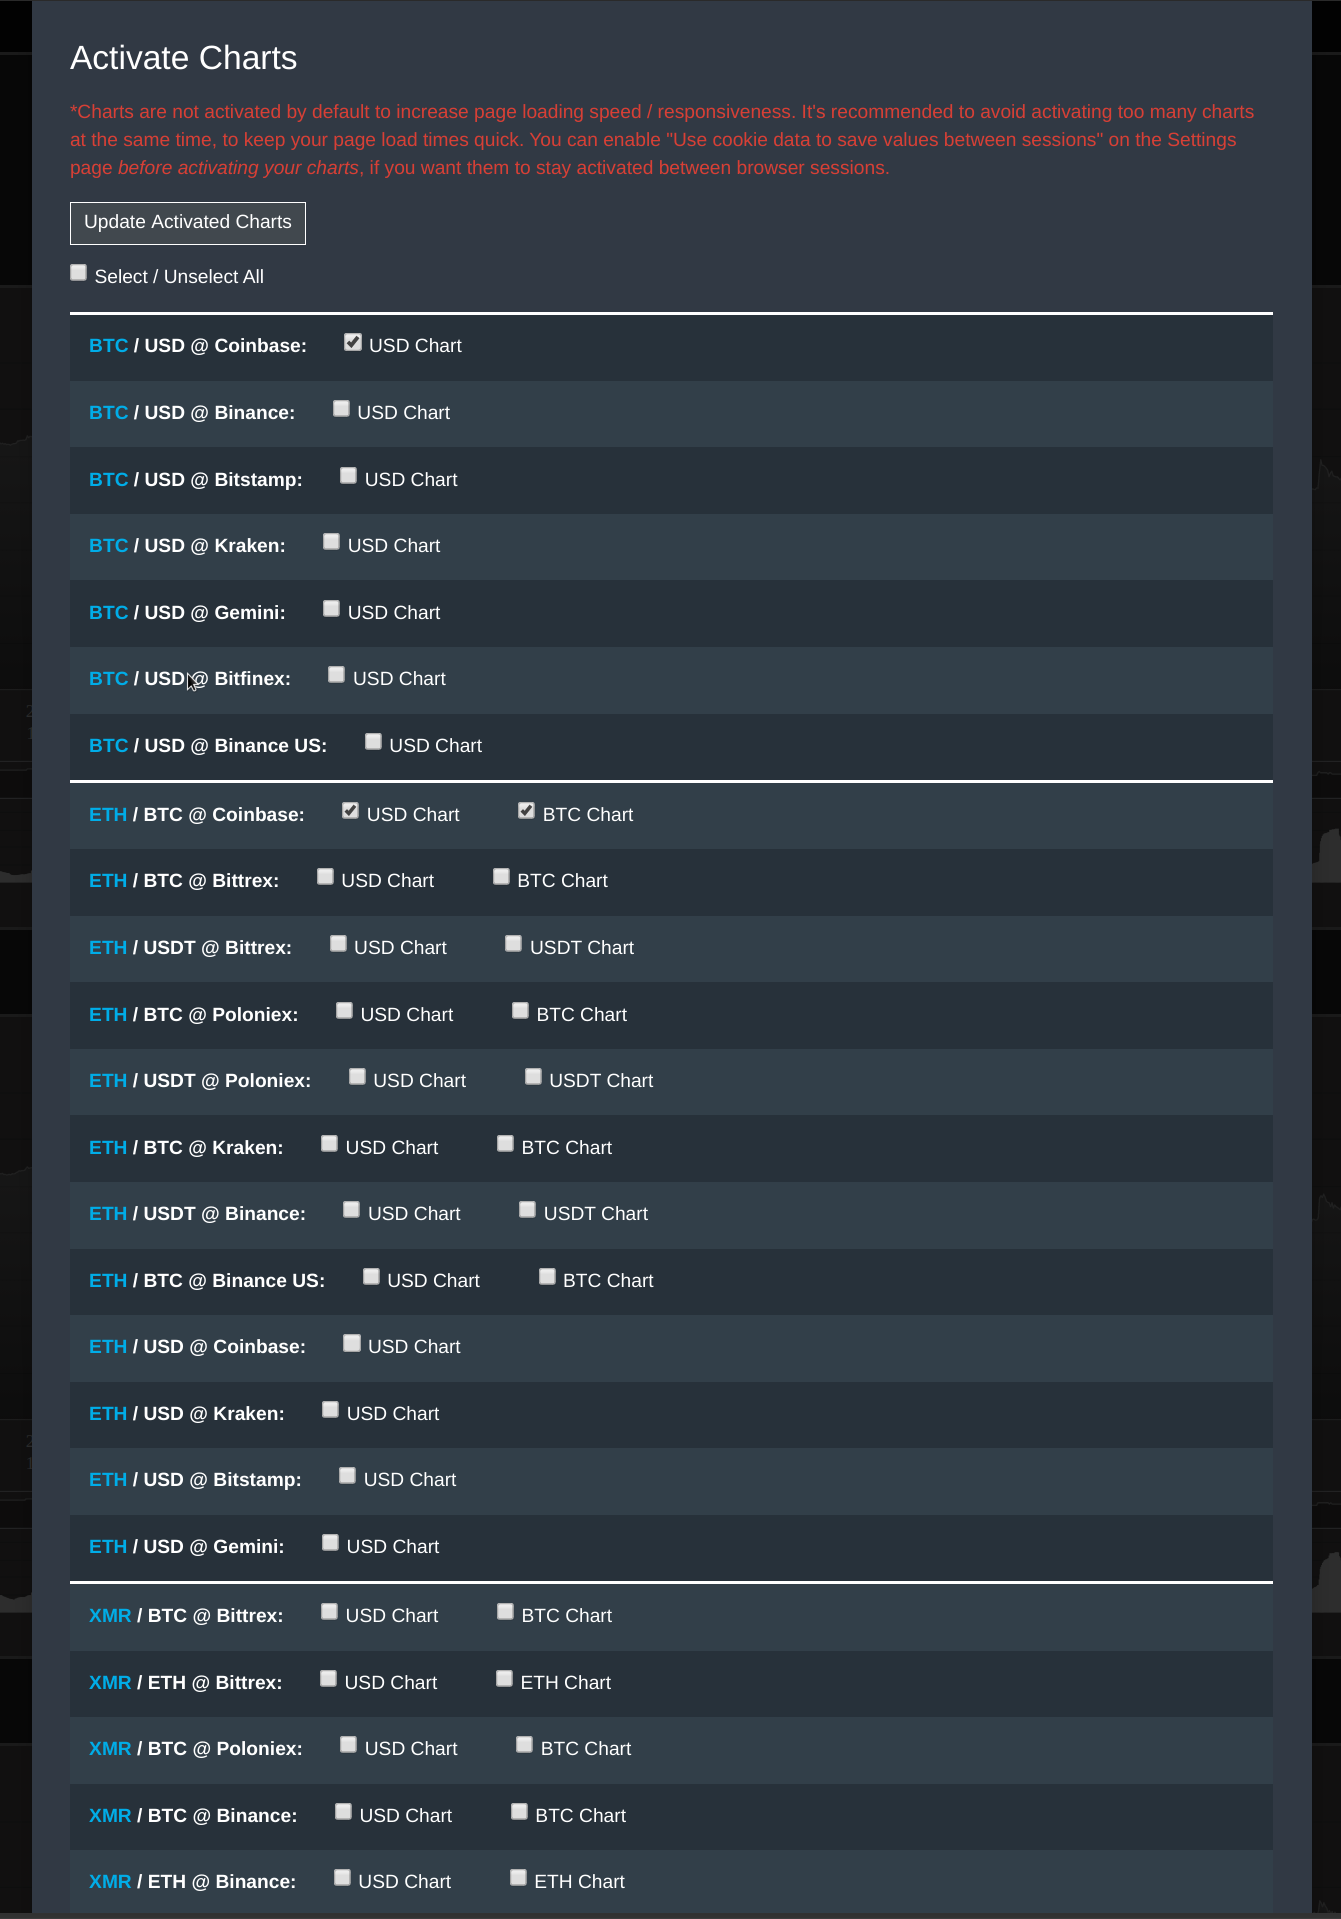 Activate Charts
*Charts are not activated by default to increase page loading speed / responsiveness. It's recommended to avoid activating too many charts
at the same time, to keep your page load times quick. You can enable "Use cookie data to save values between sessions" on the Settings
page before activating your charts, if you want them to stay activated between browser sessions.
Update Activated Charts
Select / Unselect All
BTC / USD @ Coinbase: USD Chart
BTC / USD @ Binance: USD Chart
BTC / USD @ Bitstamp: USD Chart
BTC / USD @ Kraken: USD Chart
BTC / USD @ Gemini: USD Chart
BTC / USD @ Bitfinex: USD Chart
BTC / USD @ Binance US: USD Chart
ETH / BTC @ Coinbase: USD Chart BTC Chart
ETH / BTC @ Bittrex: USD Chart BTC Chart
ETH / USDT @ Bittrex: USD Chart USDT Chart
ETH / BTC @ Poloniex: USD Chart BTC Chart
ETH / USDT @ Poloniex: USD Chart USDT Chart
ETH / BTC @ Kraken: USD Chart BTC Chart
ETH / USDT @ Binance: USD Chart USDT Chart
ETH / BTC @ Binance US: USD Chart BTC Chart
ETH / USD @ Coinbase: USD Chart
ETH / USD @ Kraken: USD Chart
ETH / USD @ Bitstamp: USD Chart
ETH / USD @ Gemini: USD Chart
XMR / BTC @ Bittrex: USD Chart BTC Chart
XMR / ETH @ Bittrex: USD Chart ETH Chart
XMR / BTC @ Poloniex: USD Chart BTC Chart
XMR / BTC @ Binance: USD Chart BTC Chart
XMR / ETH @ Binance: USD Chart ETH Chart